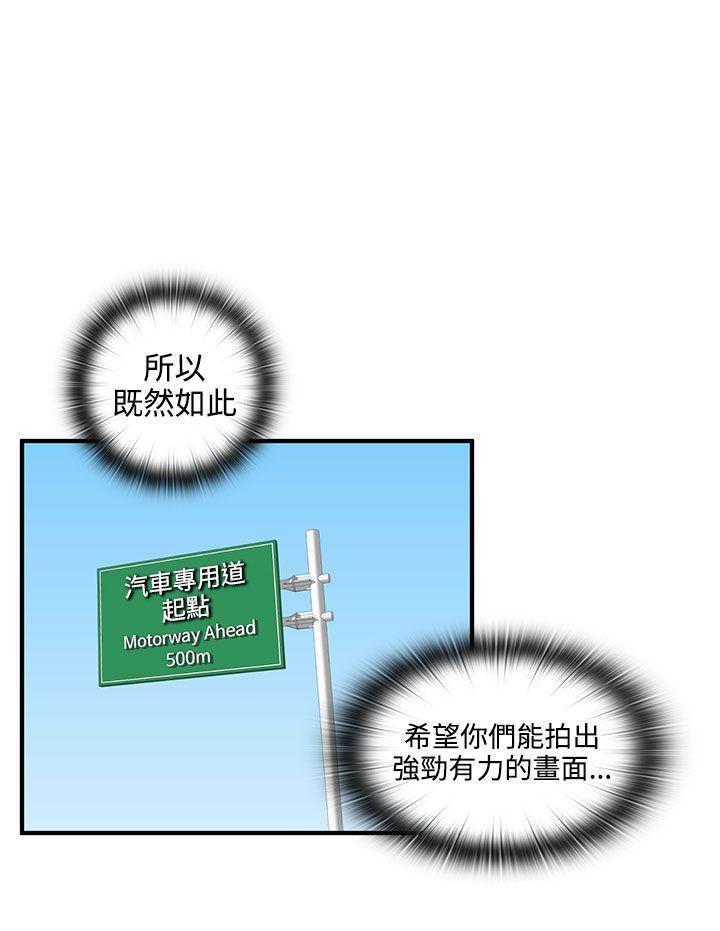 所以
既然如此
汽車專用道
起點
Motorway Ahead
500m
希望你們能拍出
強勁有力的畫面...